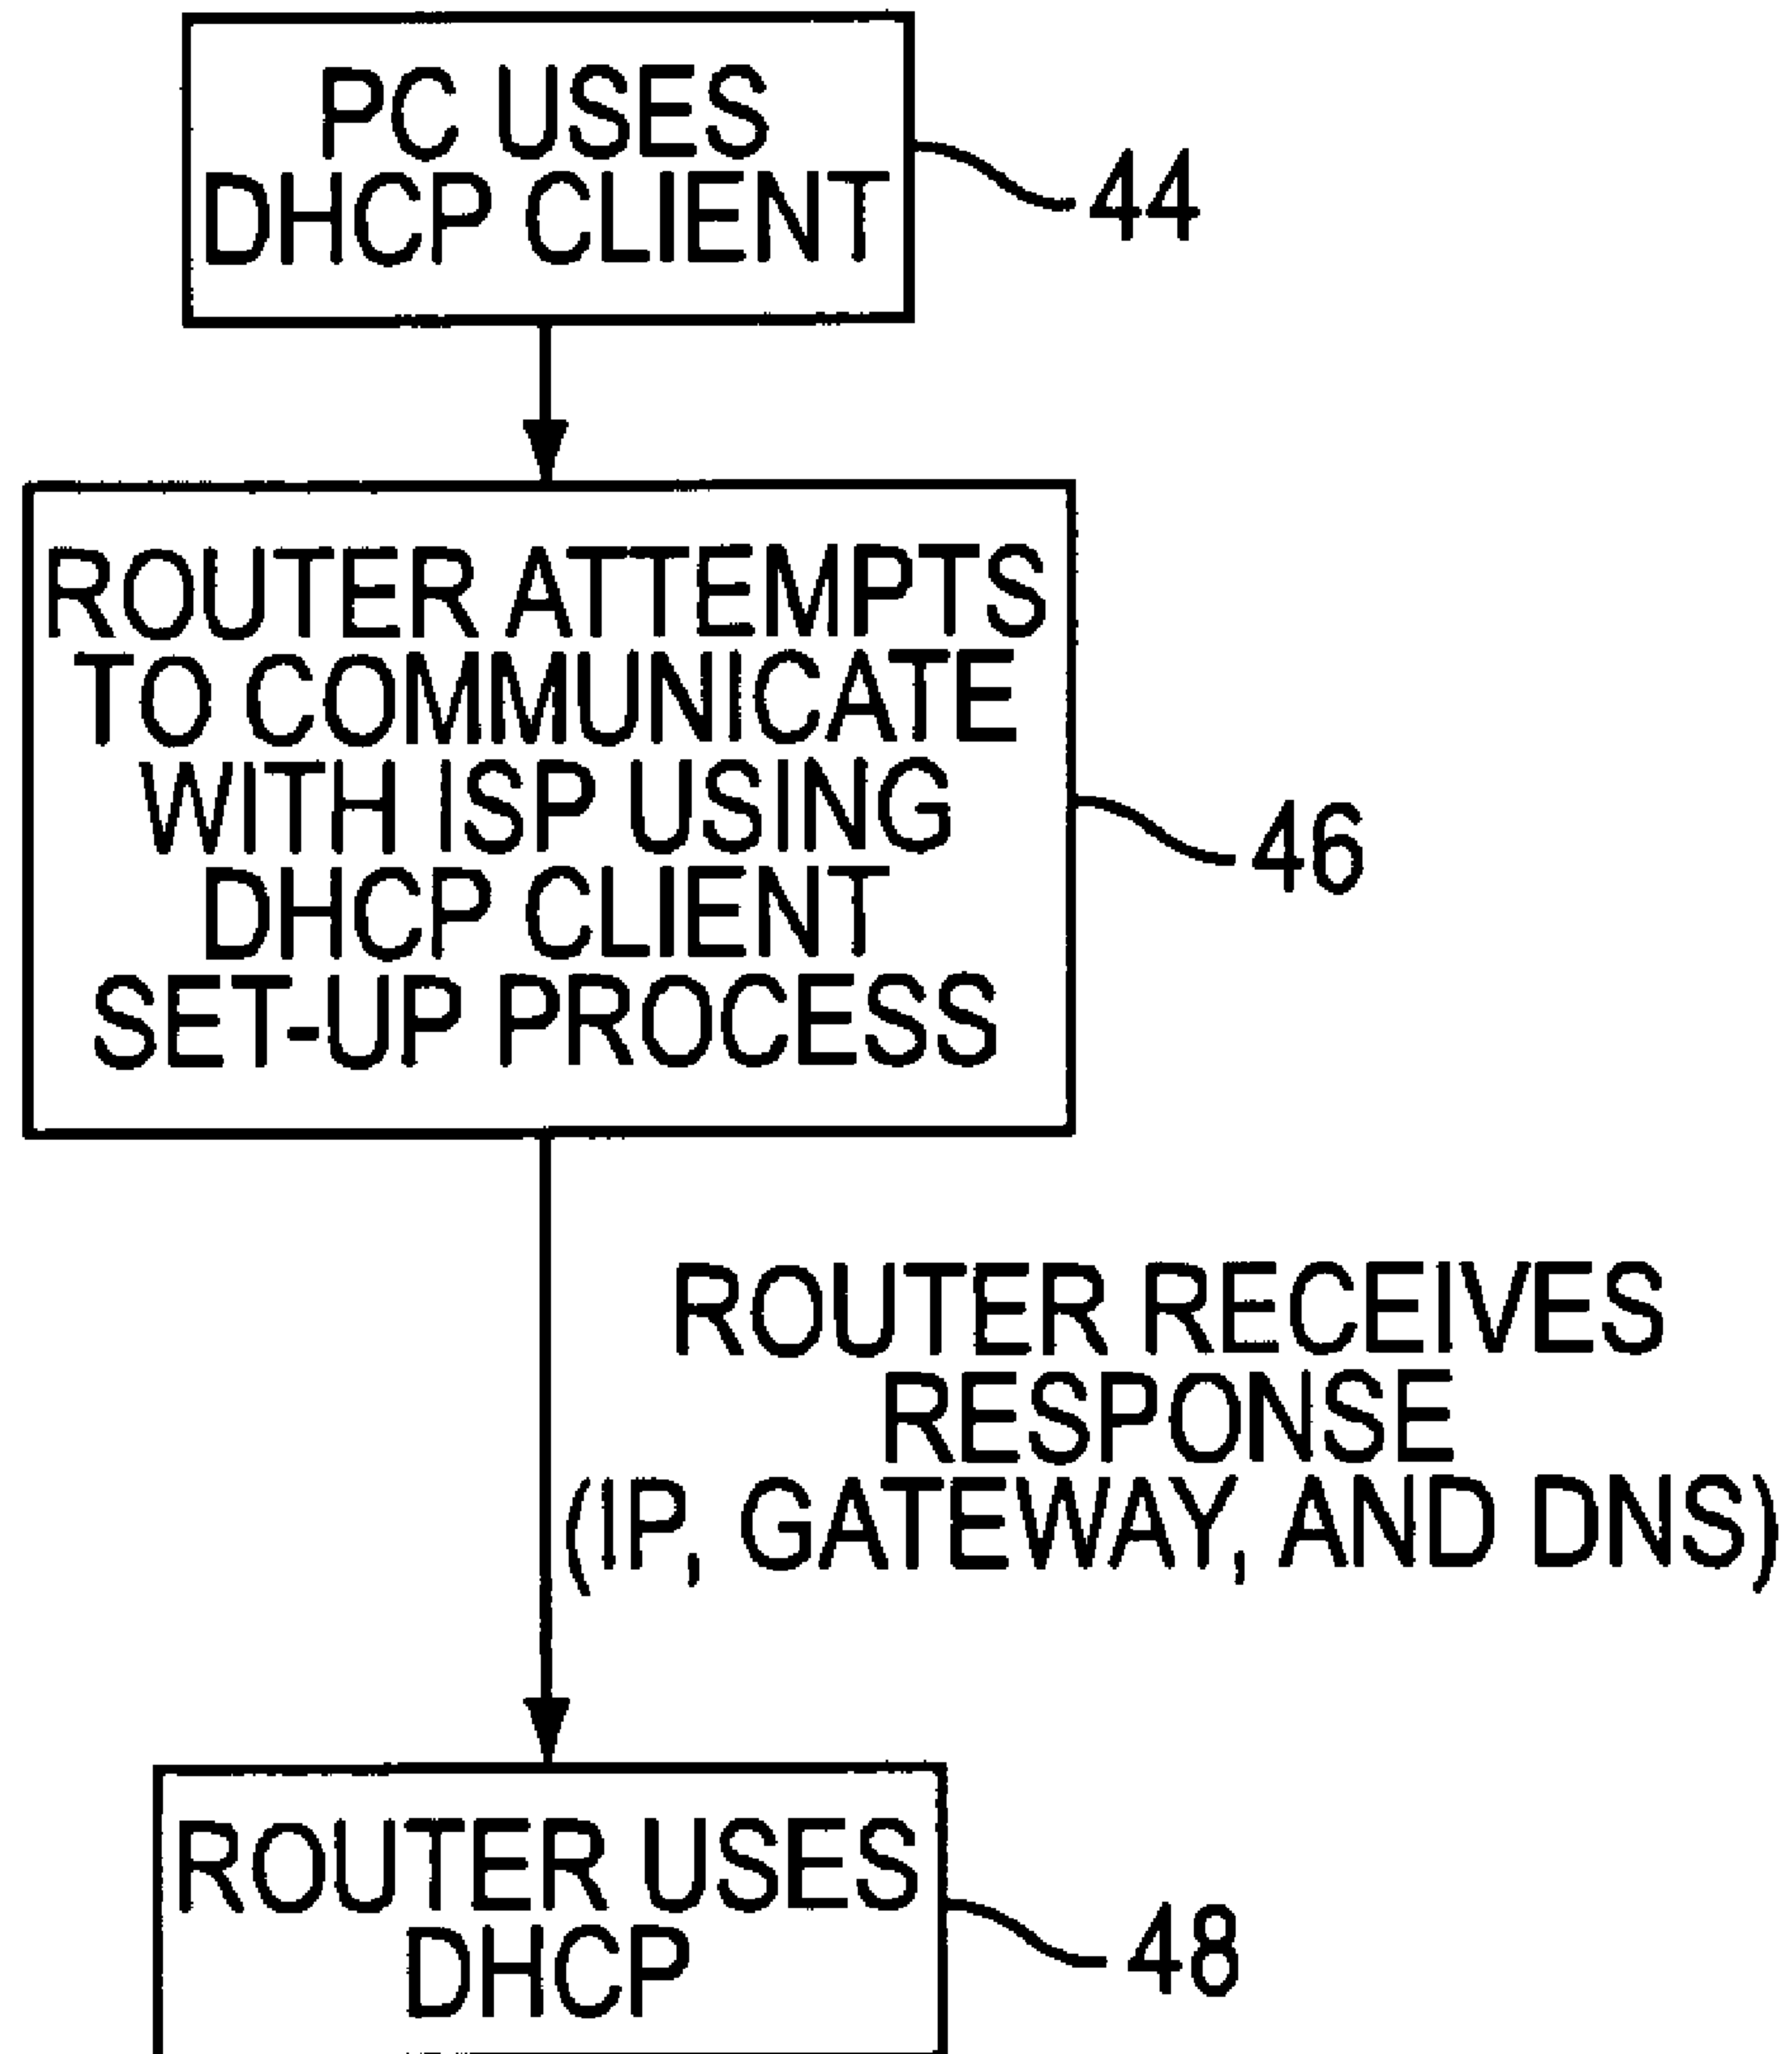 PC USES
DHCP CLIENT
44
ROUTER ATTEMPTS
TO COMMUNICATE
WITH ISP USING
DHCP CLIENT
SET-UP PROCESS
46
ROUTER RECEIVES
RESPONSE
(IP, GATEWAY, AND DNS)
ROUTER USES
DHCP
48